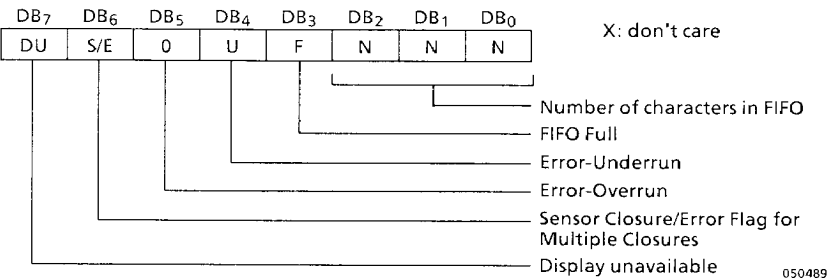 DB7 DB6 DB5 DB4 DB3 DB2 DB1 DB0
X: don't care
DU S/E 0 U F N N N
Number of characters in FIFO
FIFO Full
Error-Underrun
Error-Overrun
Sensor Closure/Error Flag for
Multiple Closures
Display unavailable
050489